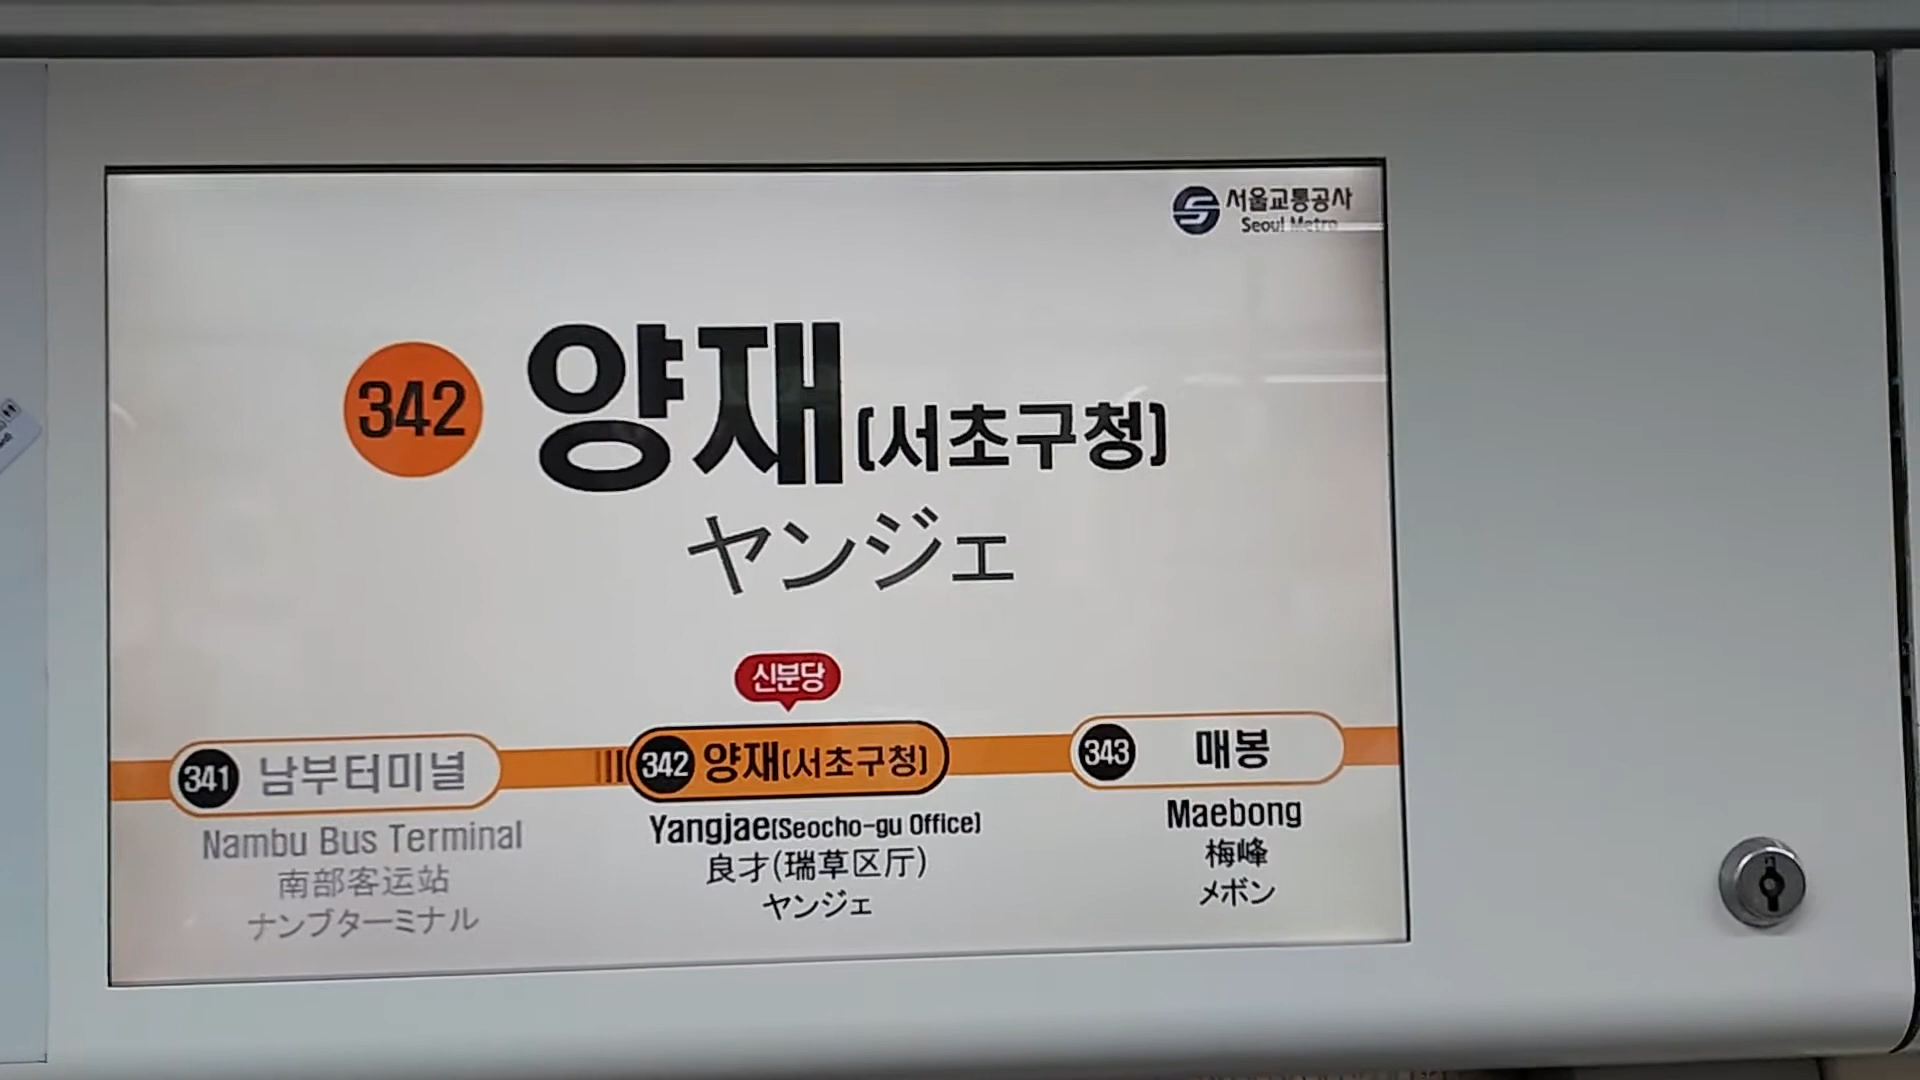 서울교통공사
Seoul Metro
342
양재(서초구청)
ヤンジェ
신분당
341 남부터미널
Nambu Bus Terminal
南部客运站
ナンブターミナル
342 양재(서초구청)
Yangjae(Seocho-gu Office)
良才(瑞草区厅)
ヤンジェ
343 매봉
Maebong
梅峰
メボン